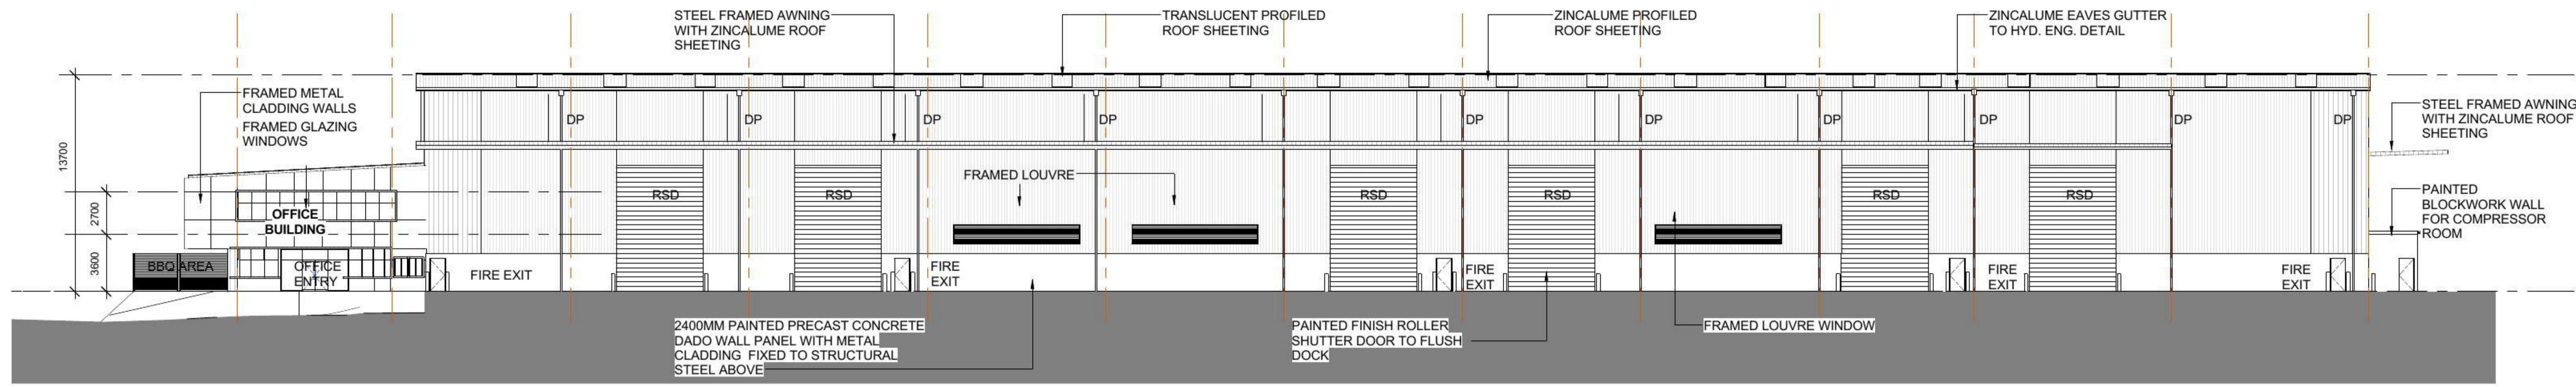 STEEL FRAMED AWNING
WITH ZINCALUME ROOF
SHEETING
TRANSLUCENT PROFILED
ROOF SHEETING
ZINCALUME PROFILED
ROOF SHEETING
ZINCALUME EAVES GUTTER
TO HYD. ENG. DETAIL
FRAMED METAL
CLADDING WALLS
FRAMED GLAZING
WINDOWS
STEEL FRAMED AWNING
WITH ZINCALUME ROOF
SHEETING
DP
DP
DP
DP
DP
DP
DP
DP
DP
DP
13700
2700
3600
FRAMED LOUVRE
RSD
RSD
RSD
RSD
RSD
RSD
OFFICE
BUILDING
PAINTED
BLOCKWORK WALL
FOR COMPRESSOR
ROOM
BBQ AREA
OFFICE
ENTRY
FIRE EXIT
FIRE
EXIT
FIRE
EXIT
FIRE
EXIT
FIRE
EXIT
2400MM PAINTED PRECAST CONCRETE
DADO WALL PANEL WITH METAL
CLADDING FIXED TO STRUCTURAL
STEEL ABOVE
PAINTED FINISH ROLLER
SHUTTER DOOR TO FLUSH
DOCK
FRAMED LOUVRE WINDOW